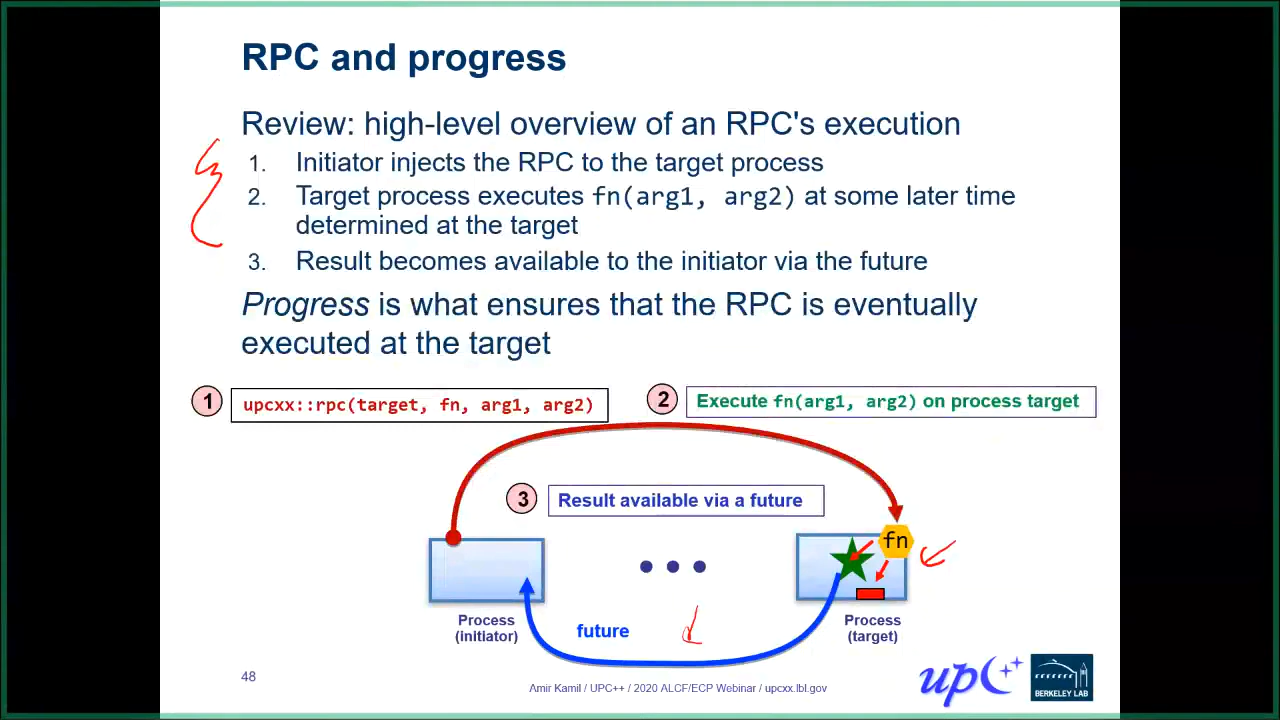 RPC and progress
Review: high-level overview of an RPC's execution
1. Initiator injects the RPC to the target process
2. Target process executes fn(arg1, arg2) at some later time
determined at the target
3. Result becomes available to the initiator via the future
Progress is what ensures that the RPC is eventually
executed at the target
1 upcxx::rpc(target, fn, arg1, arg2)
2 Execute fn(arg1, arg2) on process target
3 Result available via a future
fn
Process
(initiator)
Process
(target)
future
48
Amir Kamil / UPC++ / 2020 ALCF/ECP Webinar / upcxx.lbl.gov
upC++
BERKELEY LAB